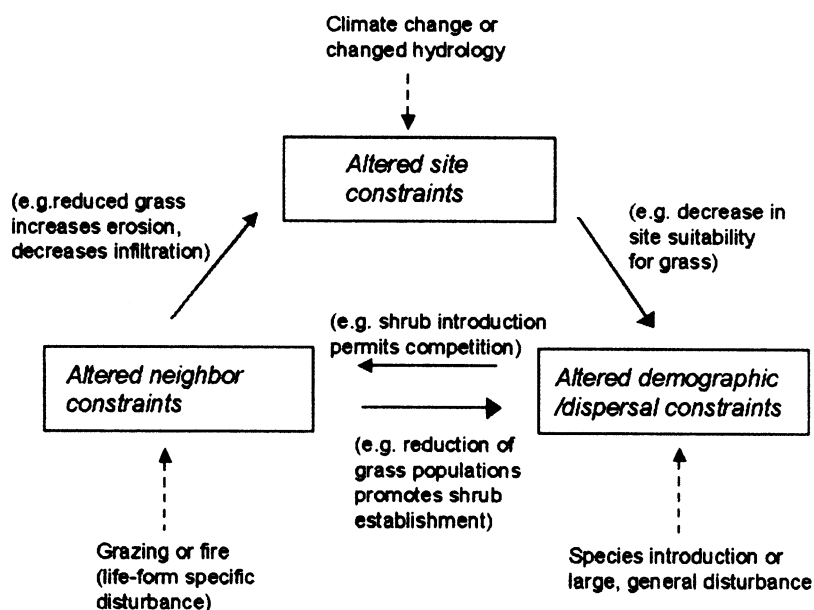 Climate change or
changed hydrology
Altered site
constraints
(e.g.reduced grass
increases erosion,
decreases infiltration)
(e.g. decrease in
site suitability
for grass)
(e.g. shrub introduction
permits competition)
Altered neighbor
constraints
Altered demographic
/dispersal constraints
(e.g. reduction of
grass populations
promotes shrub
establishment)
Grazing or fire
(life-form specific
disturbance)
Species introduction or
large, general disturbance